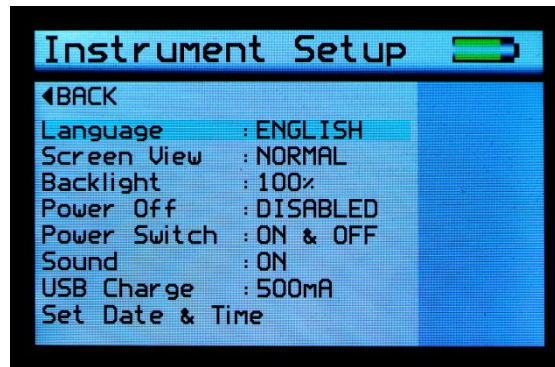 Instrument Setup
◀BACK
Language : ENGLISH
Screen View : NORMAL
Backlight : 100%
Power Off : DISABLED
Power Switch : ON & OFF
Sound : ON
USB Charge : 500mA
Set Date & Time